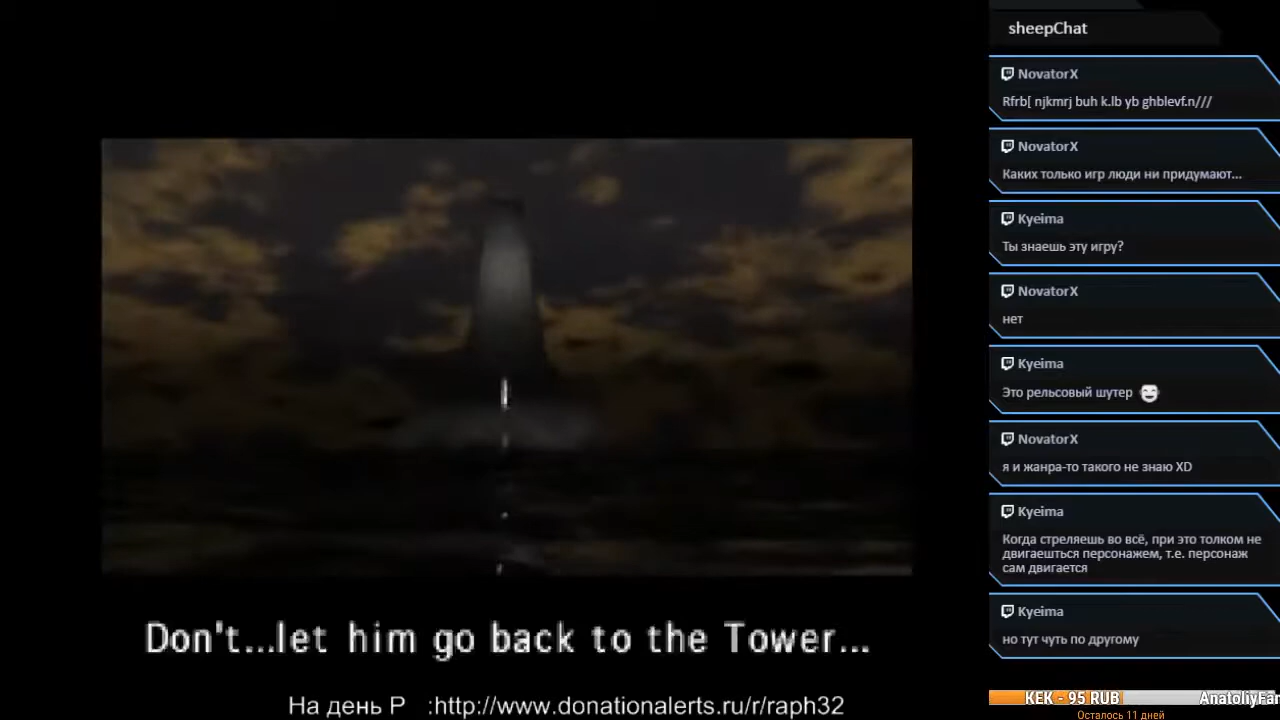 sheepChat
NovatorX
Rfrb[ njkmrj buh k.lb yb ghblevf.n///
NovatorX
Каких только игр люди ни придумают...
Kyeima
Ты знаешь эту игру?
NovatorX
нет
Kyeima
Это рельсовый шутер
NovatorX
я и жанра-то такого не знаю XD
Kyeima
Когда стреляешь во всё, при это толком не
двигаешться персонажем, т.е. персонаж
сам двигается
Kyeima
но тут чуть по другому
Don't...let him go back to the Tower...
На день Р :http://www.donationalerts.ru/r/raph32
KEK - 95 RUB AnatoliyFan
Осталось 11 дней